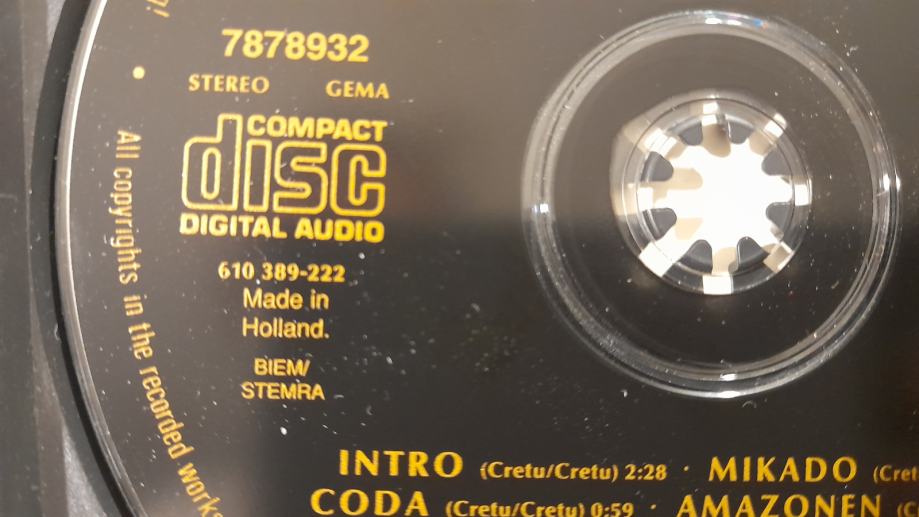 7878932
STEREO GEMA
COMPACT
disc
DIGITAL AUDIO
610 389-222
Made in
Holland.
BIEM/
STEMRA
All copyrights in the recorded works
INTRO (Cretu/Cretu) 2:28 · MIKADO
CODA (Cretu/Cretu) 0:59 · AMAZONEN